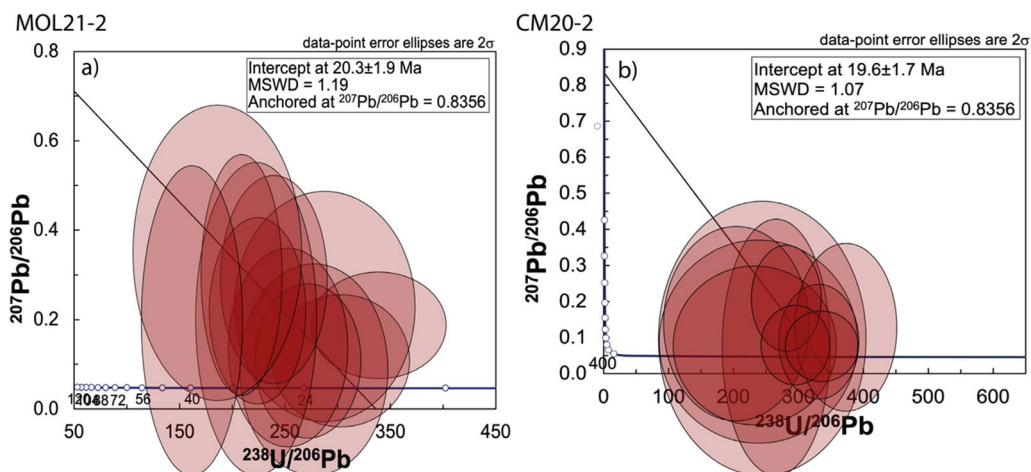 MOL21-2
data-point error ellipses are 2σ
a)
Intercept at 20.3±1.9 Ma
MSWD = 1.19
Anchored at ²⁰⁷Pb/²⁰⁶Pb = 0.8356
0.8
0.6
0.4
0.2
0.0
²⁰⁷Pb/²⁰⁶Pb
72
56
40
24
50
150
250
350
450
²³⁸U/²⁰⁶Pb
CM20-2
data-point error ellipses are 2σ
b)
Intercept at 19.6±1.7 Ma
MSWD = 1.07
Anchored at ²⁰⁷Pb/²⁰⁶Pb = 0.8356
0.9
0.8
0.7
0.6
0.5
0.4
0.3
0.2
0.1
0.0
²⁰⁷Pb/²⁰⁶Pb
400
0
100
200
300
400
500
600
²³⁸U/²⁰⁶Pb